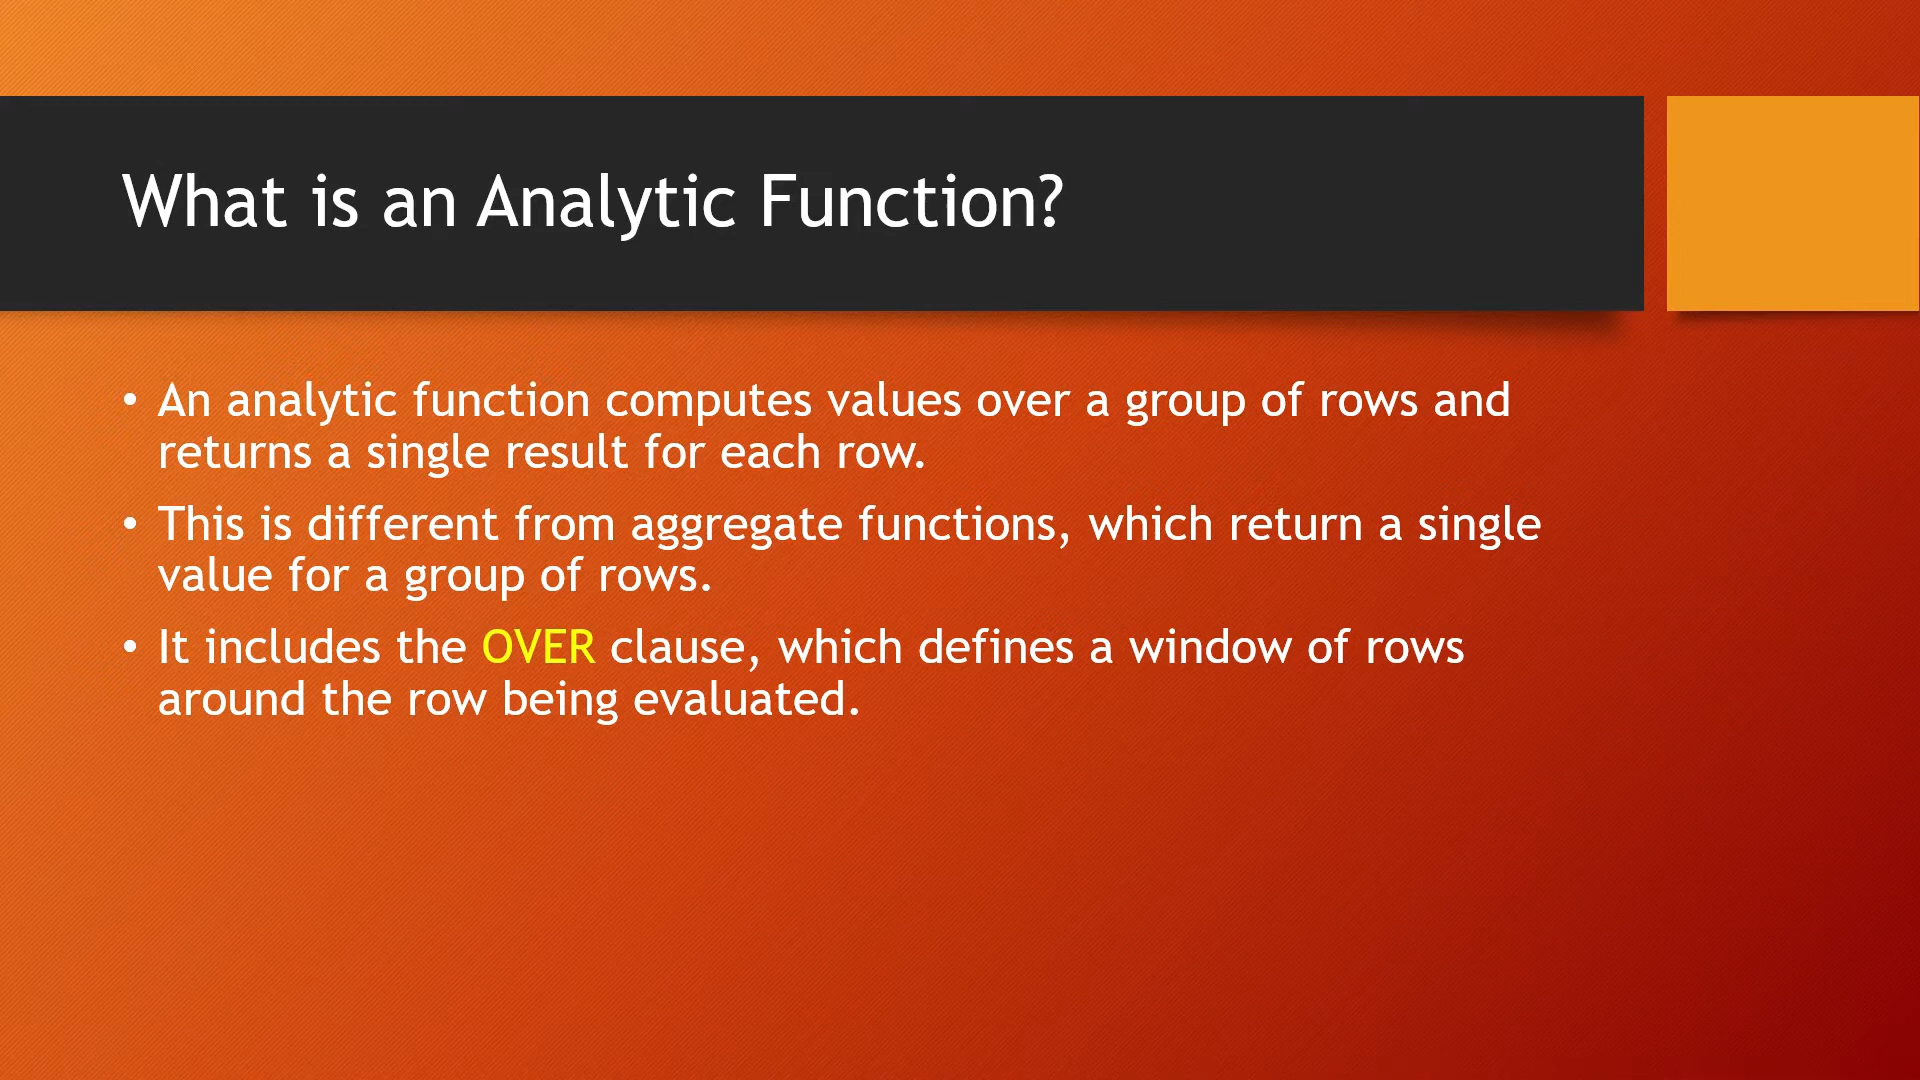 What is an Analytic Function?
• An analytic function computes values over a group of rows and
returns a single result for each row.
• This is different from aggregate functions, which return a single
value for a group of rows.
• It includes the OVER clause, which defines a window of rows
around the row being evaluated.